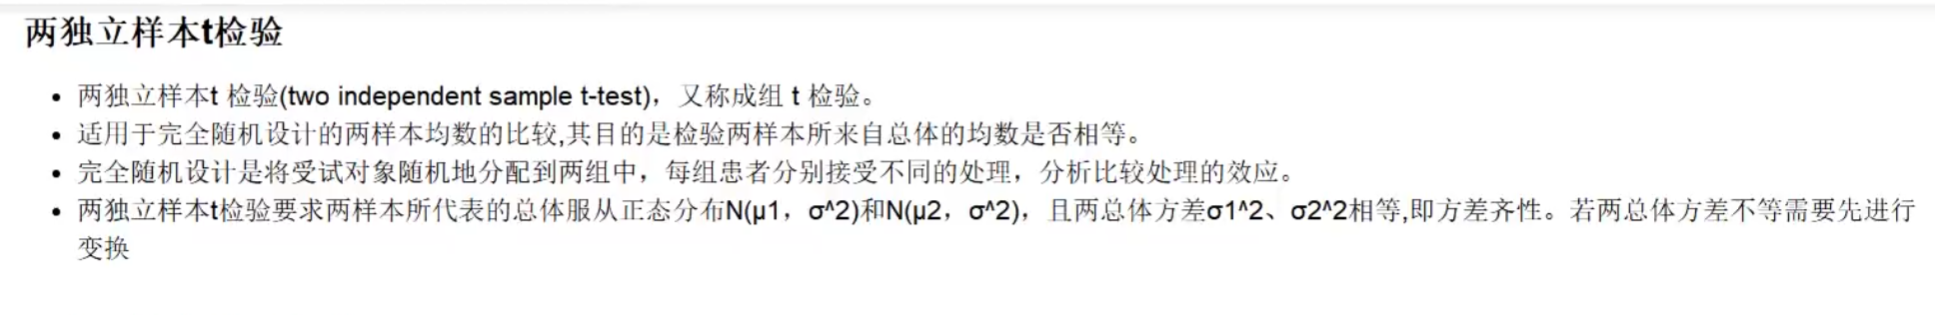 两独立样本t检验
两独立样本t 检验(two independent sample t-test)，又称成组 t 检验。
适用于完全随机设计的两样本均数的比较,其目的是检验两样本所来自总体的均数是否相等。
完全随机设计是将受试对象随机地分配到两组中，每组患者分别接受不同的处理，分析比较处理的效应。
两独立样本t检验要求两样本所代表的总体服从正态分布N(μ1，σ^2)和N(μ2，σ^2)，且两总体方差σ1^2、σ2^2相等,即方差齐性。若两总体方差不等需要先进行
变换